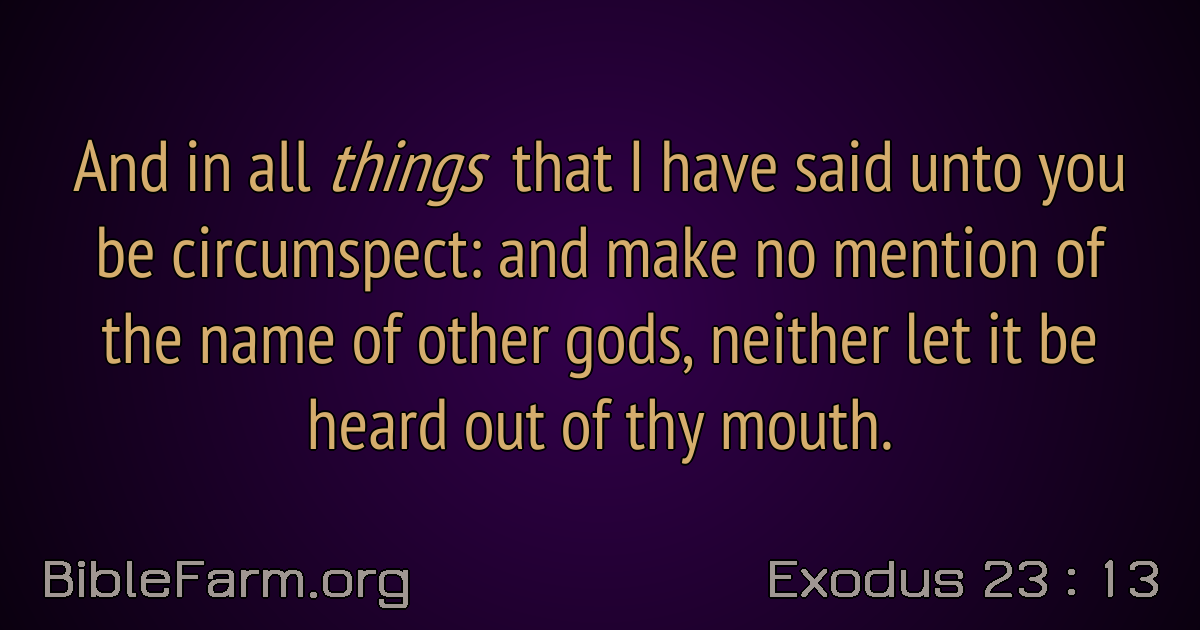 And in all things that I have said unto you
be circumspect: and make no mention of
the name of other gods, neither let it be
heard out of thy mouth.
BibleFarm.org
Exodus 23 : 13